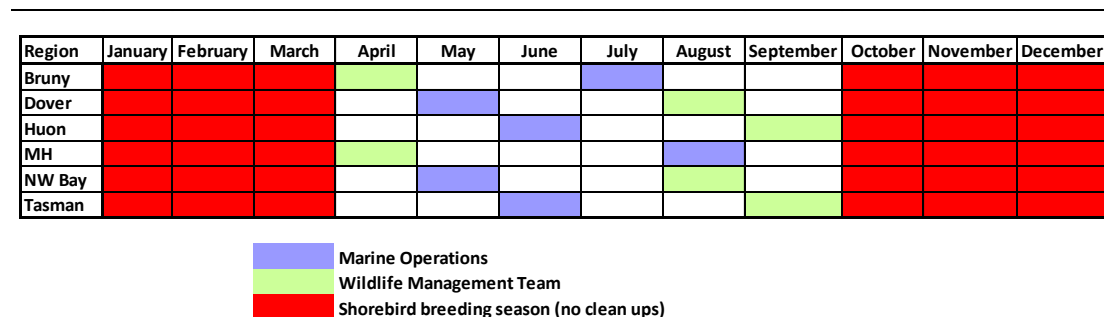 Region January February March April May June July August September October November December
Bruny
Dover
Huon
MH
NW Bay
Tasman
Marine Operations
Wildlife Management Team
Shorebird breeding season (no clean ups)